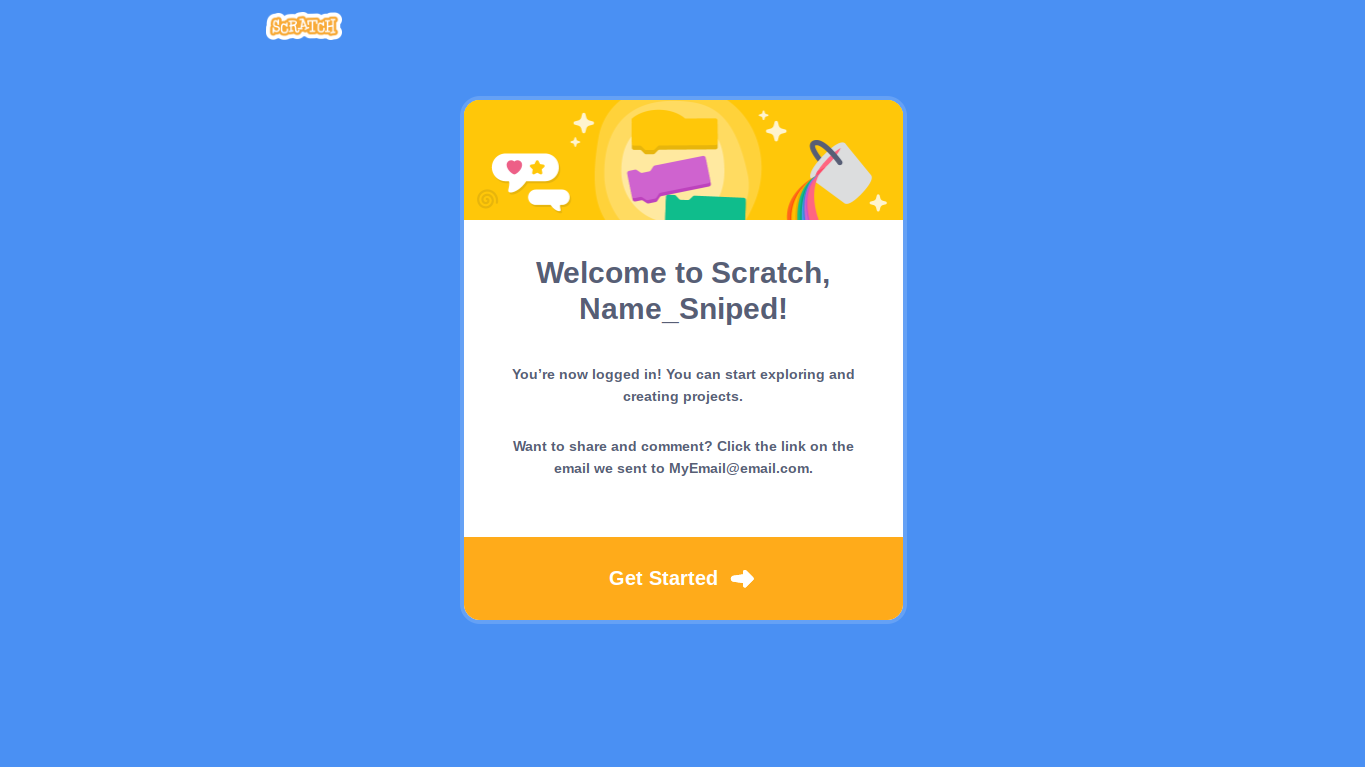 SCRATCH
Welcome to Scratch,
Name_Sniped!
You’re now logged in! You can start exploring and
creating projects.
Want to share and comment? Click the link on the
email we sent to MyEmail@email.com.
Get Started